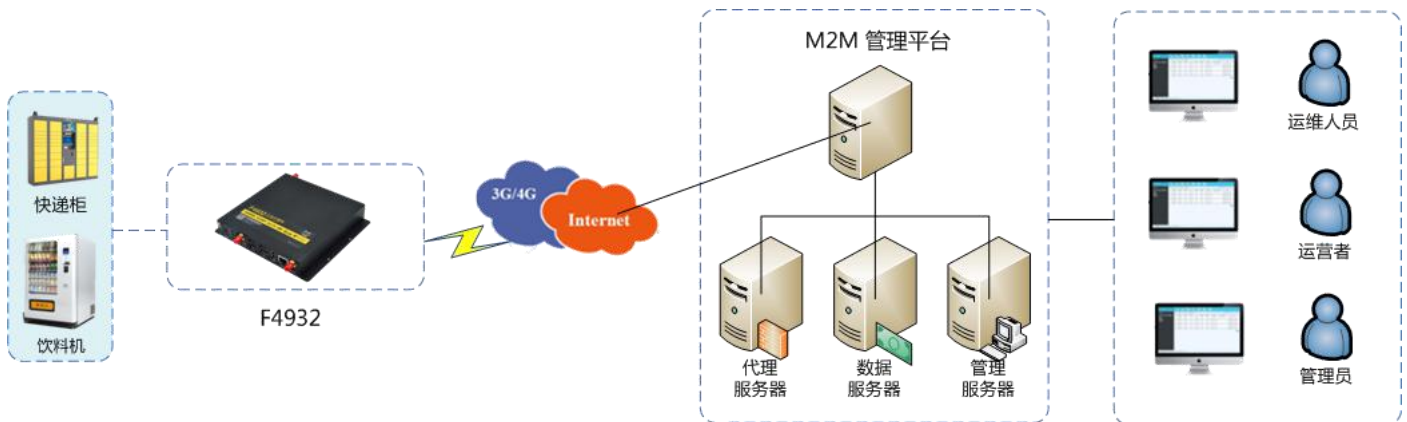 快递柜
饮料机
F4932
3G/4G
Internet
M2M 管理平台
代理
服务器
数据
服务器
管理
服务器
运维人员
运营者
管理员